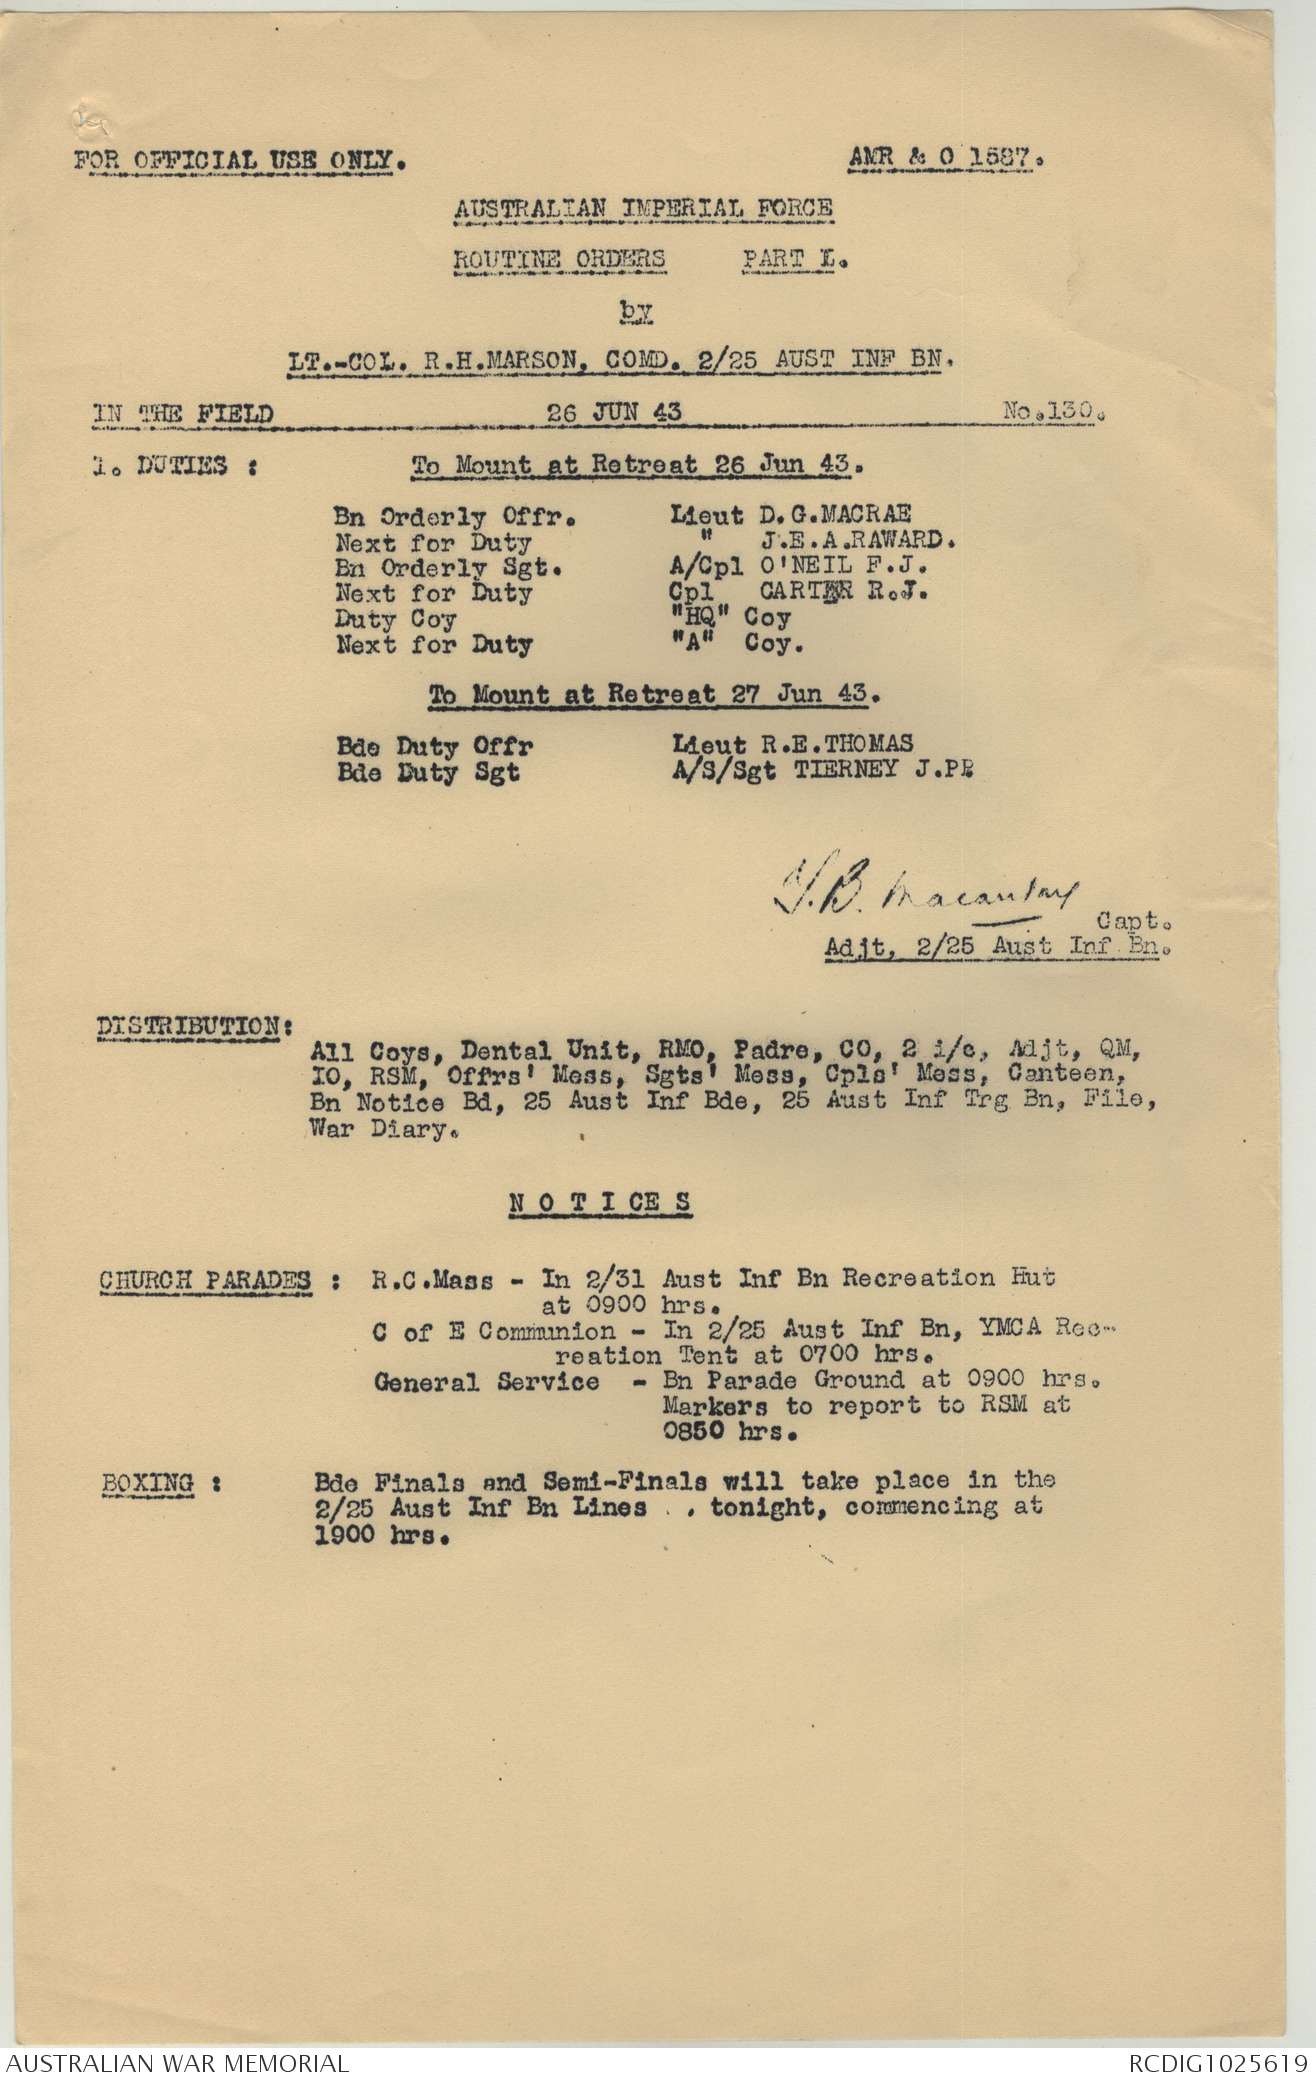 FOR OFFICIAL USE ONLY. AMR & O 1587.
AUSTRALIAN IMPERIAL FORCE
ROUTINE ORDERS PART I.
by
LT.-COL. R.H.MARSON, COMD. 2/25 AUST INF BN.
IN THE FIELD 26 JUN 43 No.130.
1. DUTIES : To Mount at Retreat 26 Jun 43.
Bn Orderly Offr. Lieut D.G.MACRAE
Next for Duty " J.E.A.RAWARD.
Bn Orderly Sgt. A/Cpl O'NEIL F.J.
Next for Duty Cpl CARTER R.J.
Duty Coy "HQ" Coy
Next for Duty "A" Coy.
To Mount at Retreat 27 Jun 43.
Bde Duty Offr Lieut R.E.THOMAS
Bde Duty Sgt A/S/Sgt TIERNEY J.PP
Capt.
Adjt, 2/25 Aust Inf Bn.
DISTRIBUTION:
All Coys, Dental Unit, RMO, Padre, CO, 2 i/c, Adjt, QM,
IO, RSM, Offrs' Mess, Sgts' Mess, Cpls' Mess, Canteen,
Bn Notice Bd, 25 Aust Inf Bde, 25 Aust Inf Trg Bn, File,
War Diary.
N O T I CE S
CHURCH PARADES : R.C.Mass - In 2/31 Aust Inf Bn Recreation Hut
at 0900 hrs.
C of E Communion - In 2/25 Aust Inf Bn, YMCA Rec-
reation Tent at 0700 hrs.
General Service - Bn Parade Ground at 0900 hrs.
Markers to report to RSM at
0850 hrs.
BOXING : Bde Finals and Semi-Finals will take place in the
2/25 Aust Inf Bn Lines . . tonight, commencing at
1900 hrs.
AUSTRALIAN WAR MEMORIAL RCDIG1025619